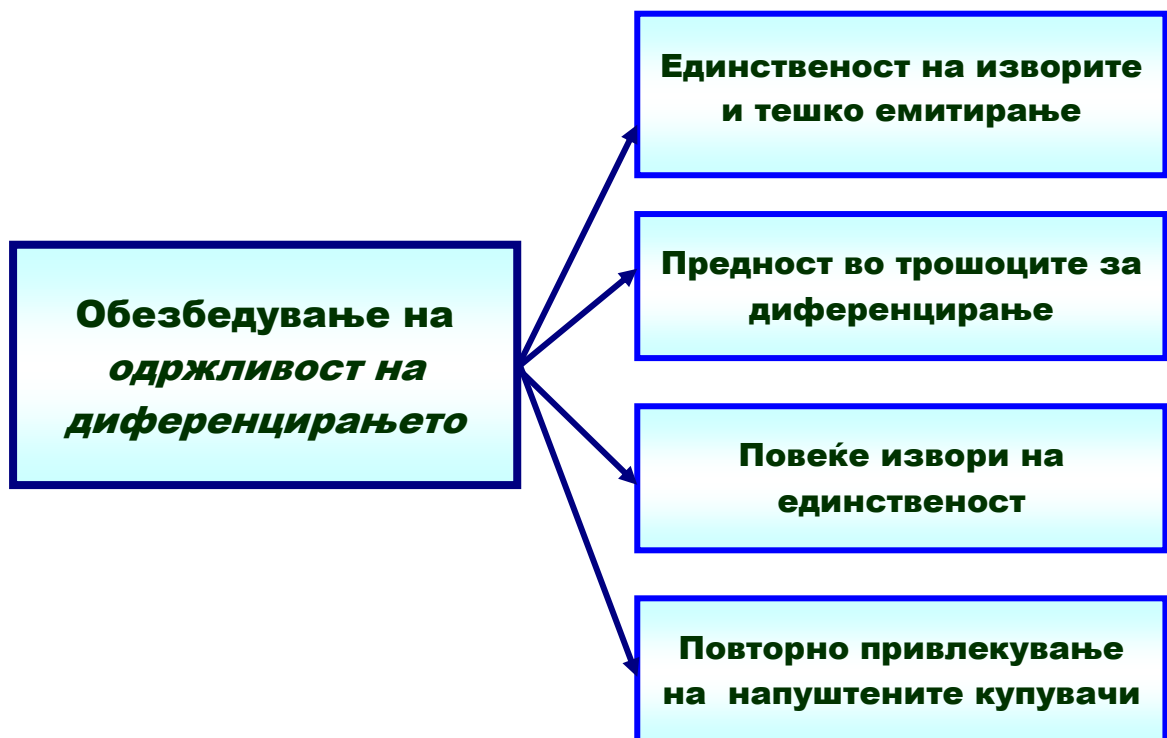 Единственост на изворите
и тешко емитирање
Предност во трошоците за
диференцирање
Обезбедување на
одржливост на
диференцирањето
Повеќе извори на
единственост
Повторно привлекување
на напуштените купувачи